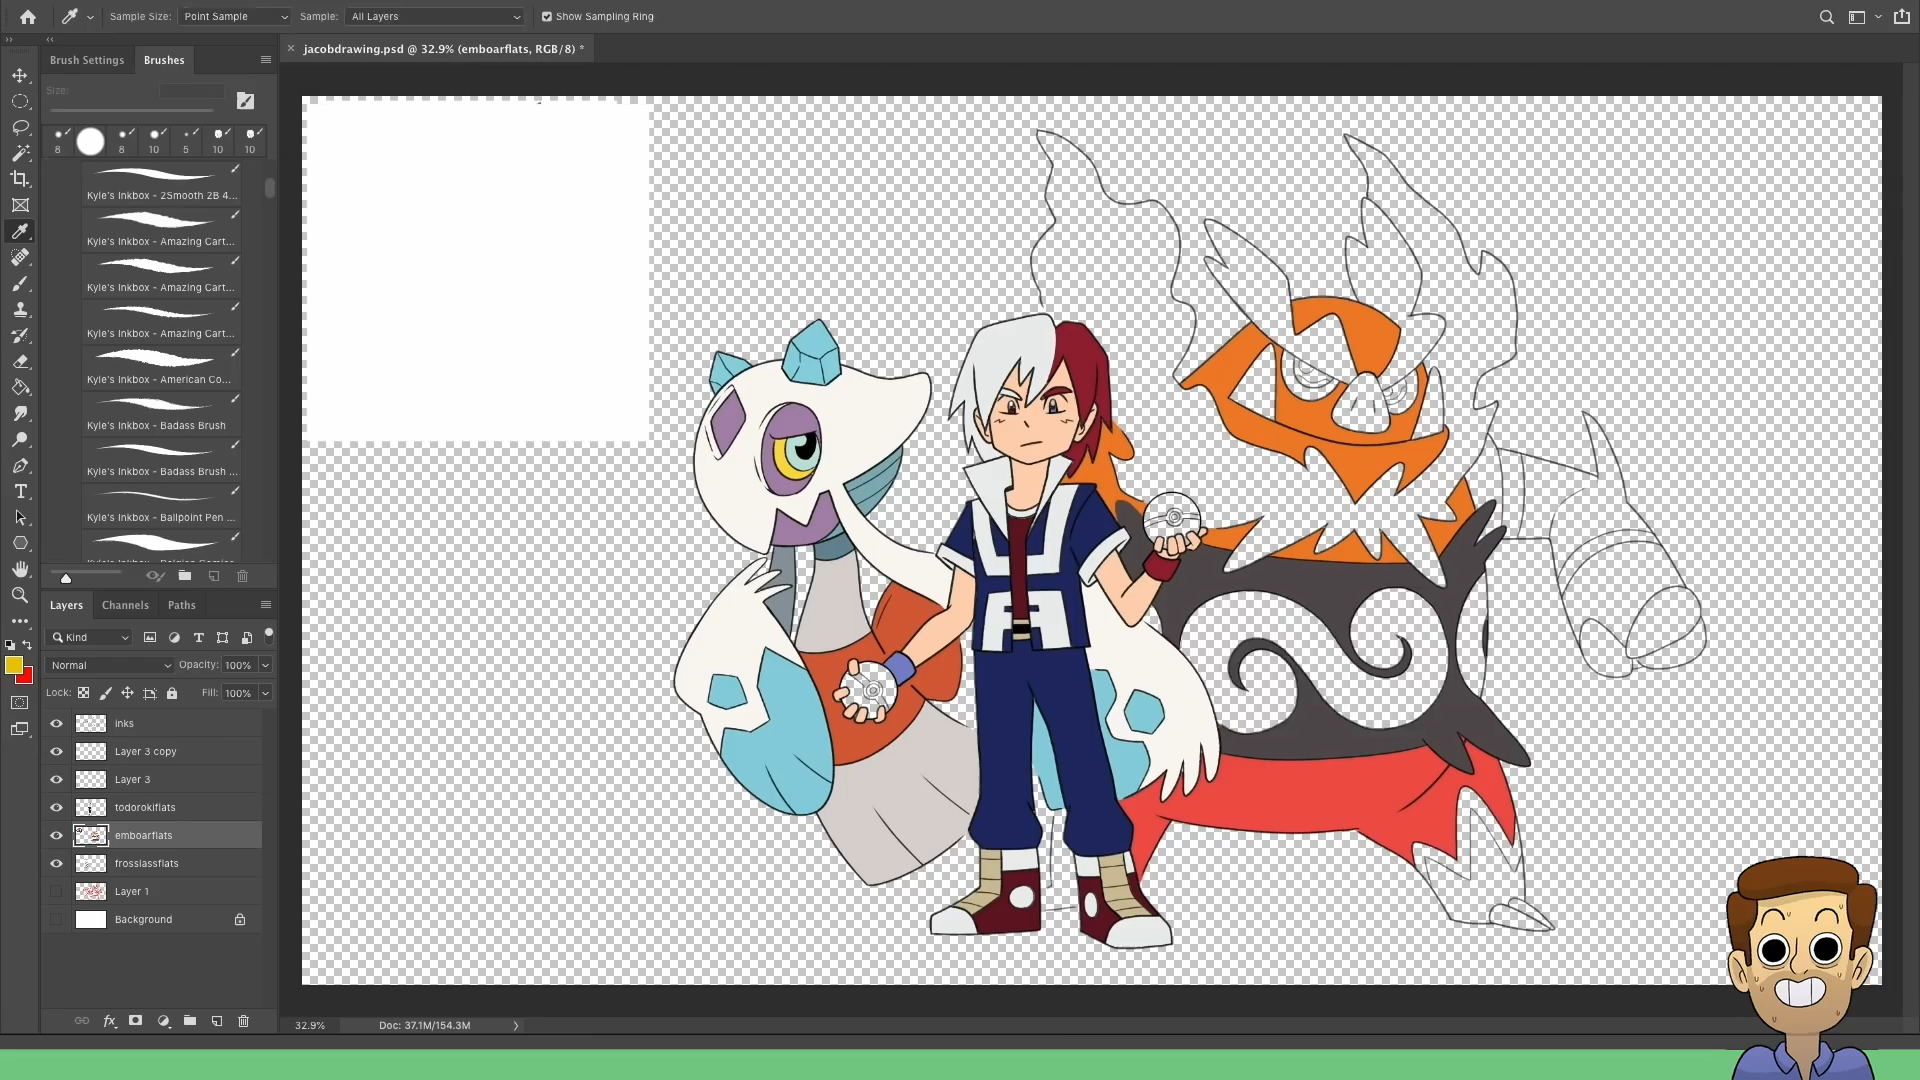 Sample Size: Point Sample Sample: All Layers Show Sampling Ring
jacobdrawing.psd @ 32.9% (emboarflats, RGB/8) *
Brush Settings Brushes
Size:
8 8 10 5 10 10
Kyle's Inkbox - 2Smooth 2B 4...
Kyle's Inkbox - Amazing Cart...
Kyle's Inkbox - Amazing Cart...
Kyle's Inkbox - Amazing Cart...
Kyle's Inkbox - American Co...
Kyle's Inkbox - Badass Brush
Kyle's Inkbox - Badass Brush ...
Kyle's Inkbox - Ballpoint Pen ...
Layers Channels Paths
Kind
Normal Opacity: 100%
Lock: Fill: 100%
inks
Layer 3 copy
Layer 3
todorokiflats
emboarflats
froslassflats
Layer 1
Background
32.9% Doc: 37.1M/154.3M